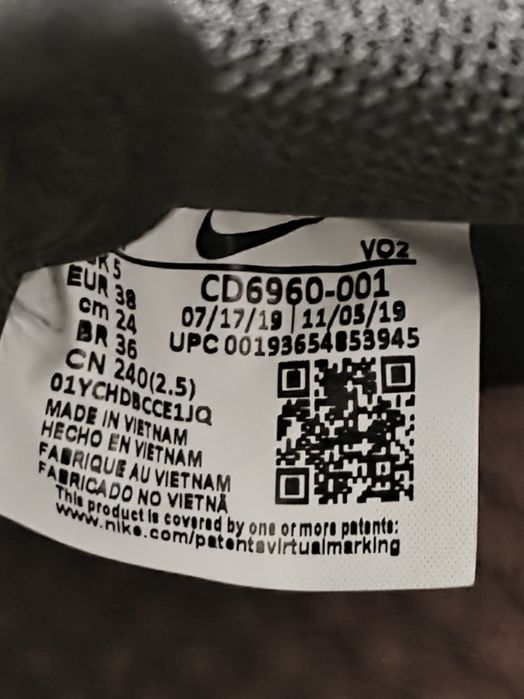 VO2
UK 5
EUR 38
cm 24
BR 36
CN 240(2.5)
01YCHDBCCE1JQ
MADE IN VIETNAM
HECHO EN VIETNAM
FABRIQUE AU VIETNAM
FABRICADO NO VIETNÃ
CD6960-001
07/17/19 | 11/05/19
UPC 00193654853945
This product is covered by one or more patents:
www.nike.com/patentsvirtualmarking